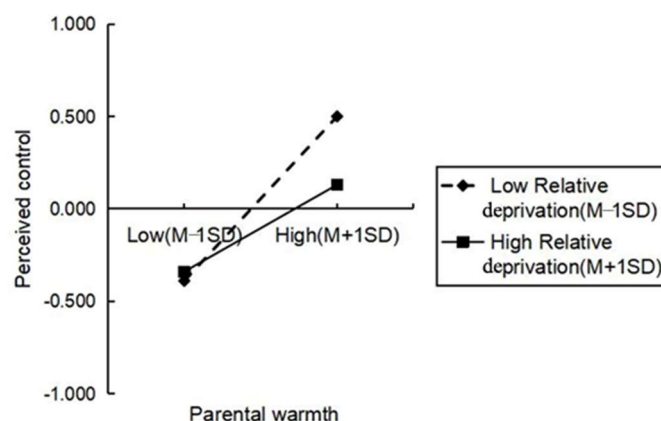 1.000
0.500
0.000
-0.500
-1.000
Perceived control
Low(M−1SD)
High(M+1SD)
Parental warmth
Low Relative
deprivation(M−1SD)
High Relative
deprivation(M+1SD)